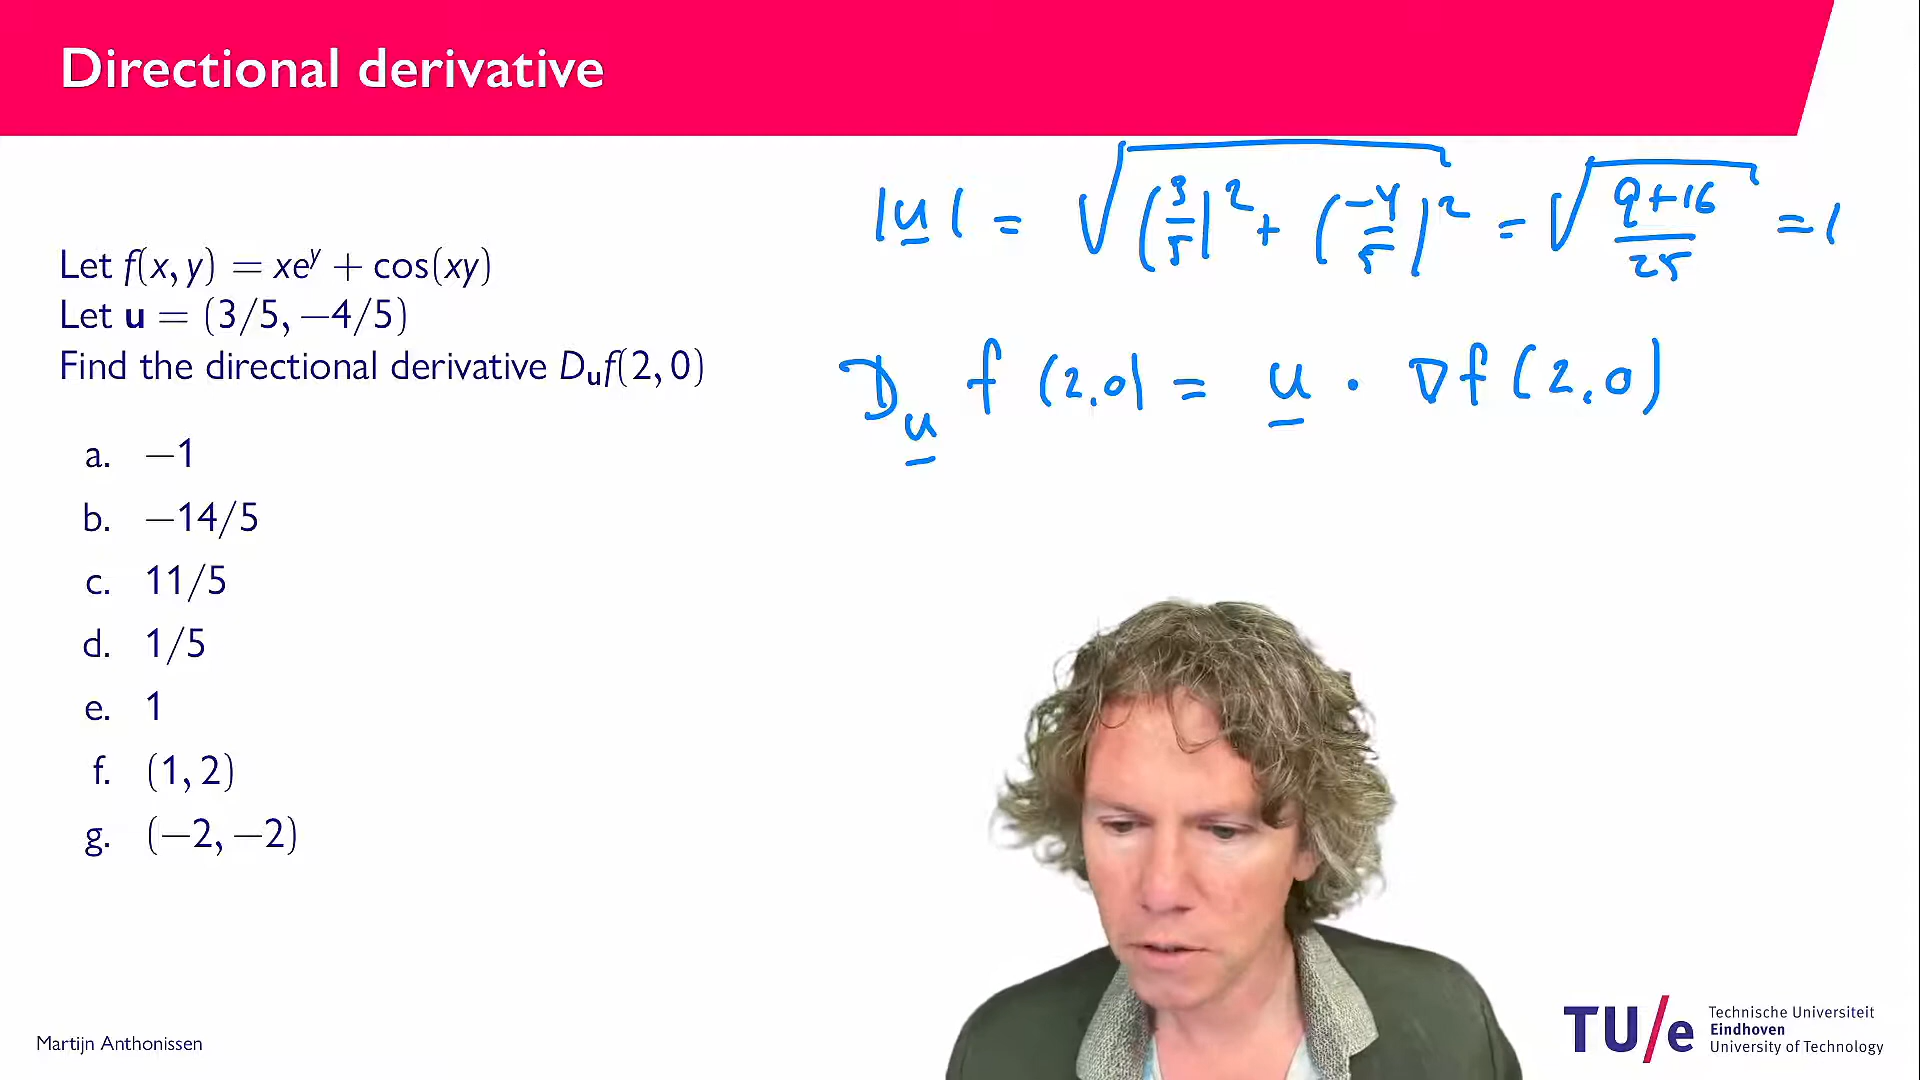 Directional derivative
Let f(x, y) = xe^y + cos(xy)
Let u = (3/5, −4/5)
Find the directional derivative D_u f(2, 0)
a. −1
b. −14/5
c. 11/5
d. 1/5
e. 1
f. (1, 2)
g. (−2, −2)
|u| = √((3/5)² + (−4/5)²) = √((9+16)/25) = 1
D_u f (2,0) = u · ∇f (2,0)
Martijn Anthonissen
TU/e
Technische Universiteit
Eindhoven
University of Technology